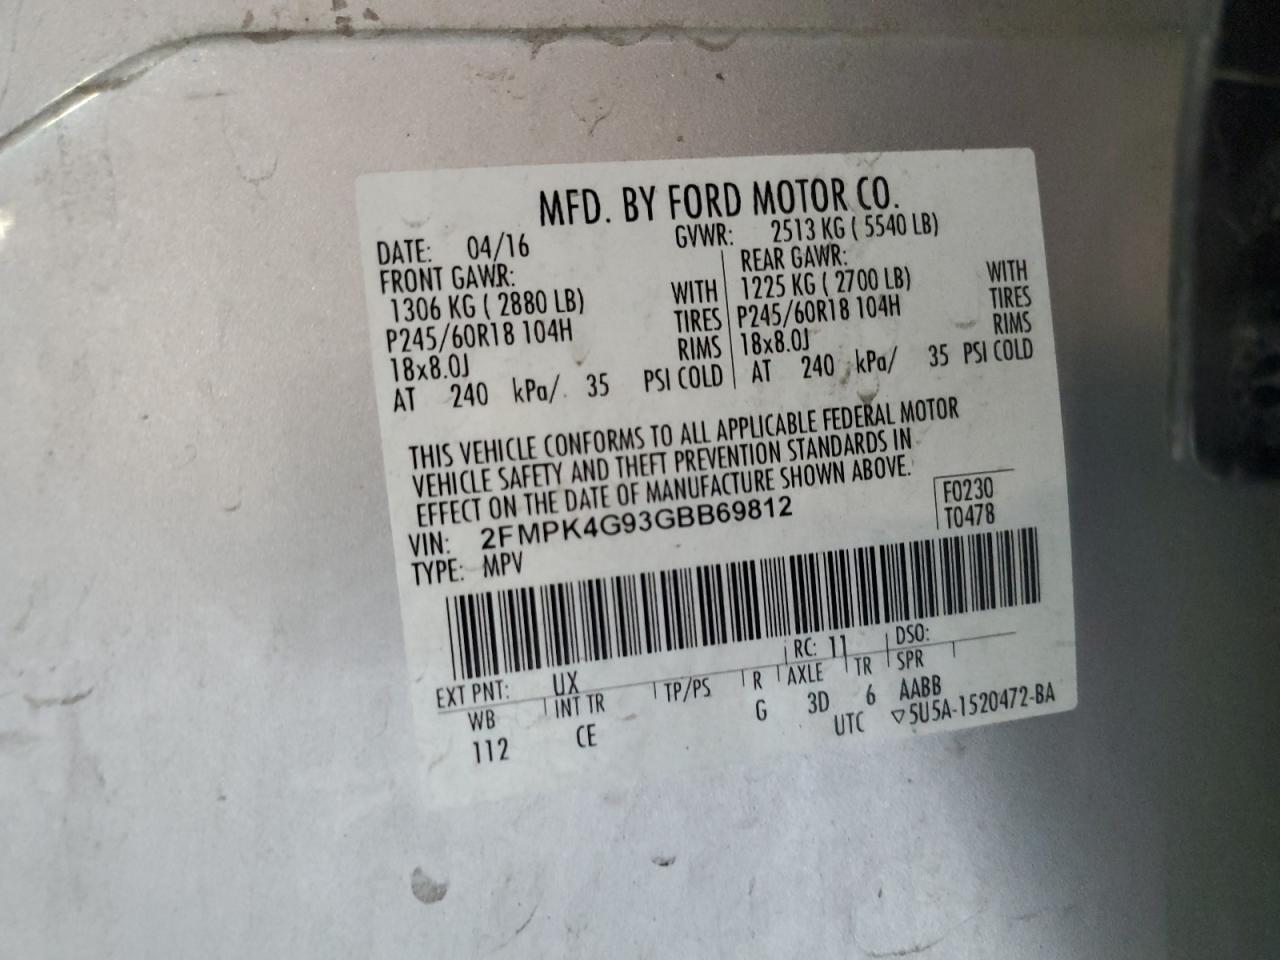 MFD. BY FORD MOTOR CO.
DATE: 04/16 GVWR: 2513 KG ( 5540 LB)
FRONT GAWR: REAR GAWR:
1306 KG ( 2880 LB) WITH 1225 KG ( 2700 LB) WITH
P245/60R18 104H TIRES P245/60R18 104H TIRES
18x8.0J RIMS 18x8.0J RIMS
AT 240 kPa/ 35 PSI COLD AT 240 kPa/ 35 PSI COLD
THIS VEHICLE CONFORMS TO ALL APPLICABLE FEDERAL MOTOR
VEHICLE SAFETY AND THEFT PREVENTION STANDARDS IN
EFFECT ON THE DATE OF MANUFACTURE SHOWN ABOVE.
VIN: 2FMPK4G93GBB69812 F0230
TYPE: MPV T0478
EXT PNT: UX RC: 11 DSO:
WB INT TR TP/PS R AXLE TR SPR
112 CE G 3D 6 AABB
UTC ▽5U5A-1520472-BA